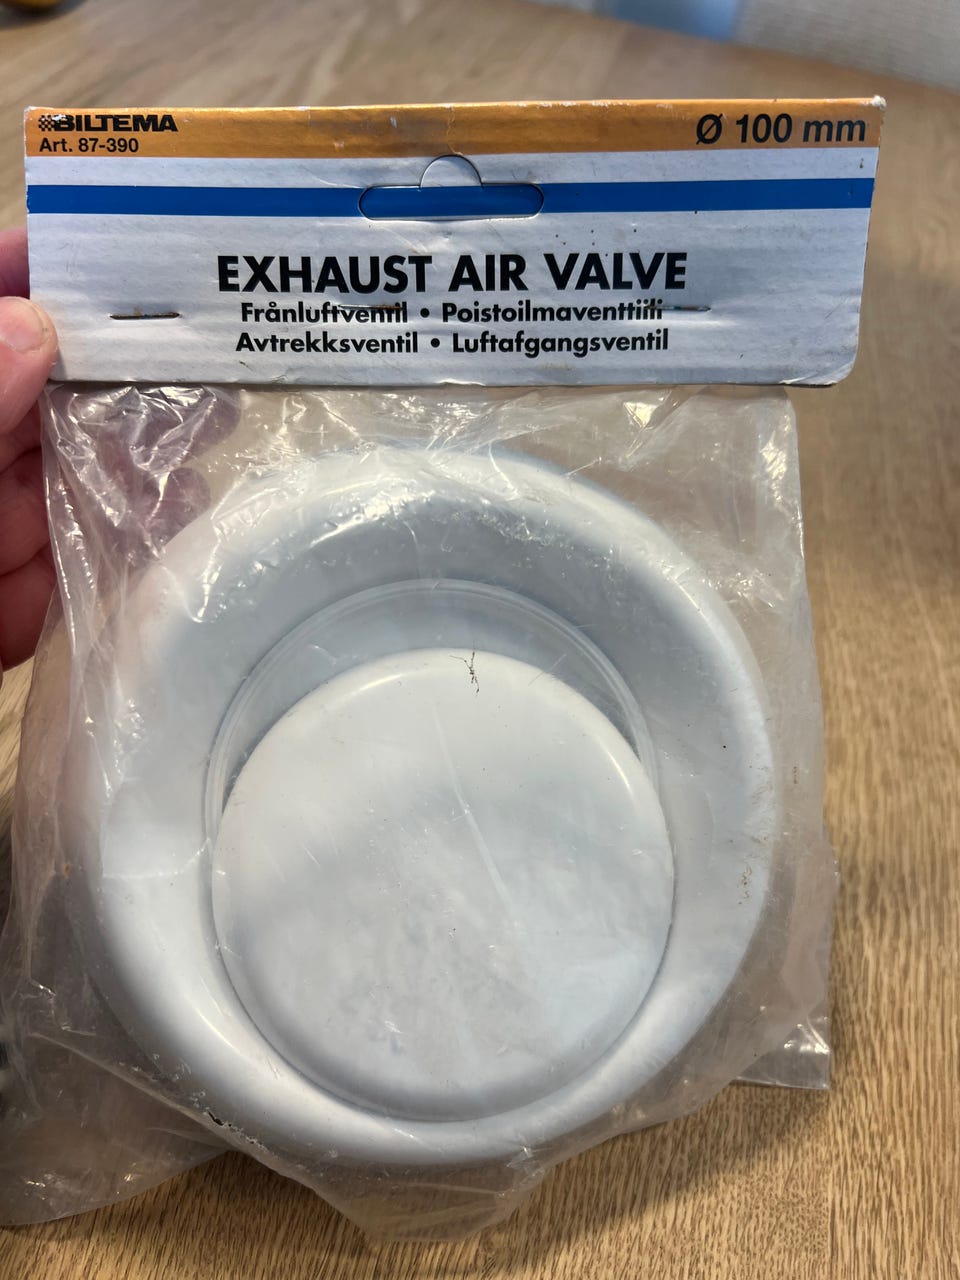 BILTEMA
Art. 87-390
Ø 100 mm
EXHAUST AIR VALVE
Frånluftventil • Poistoilmaventtiili
Avtrekksventil • Luftafgangsventil